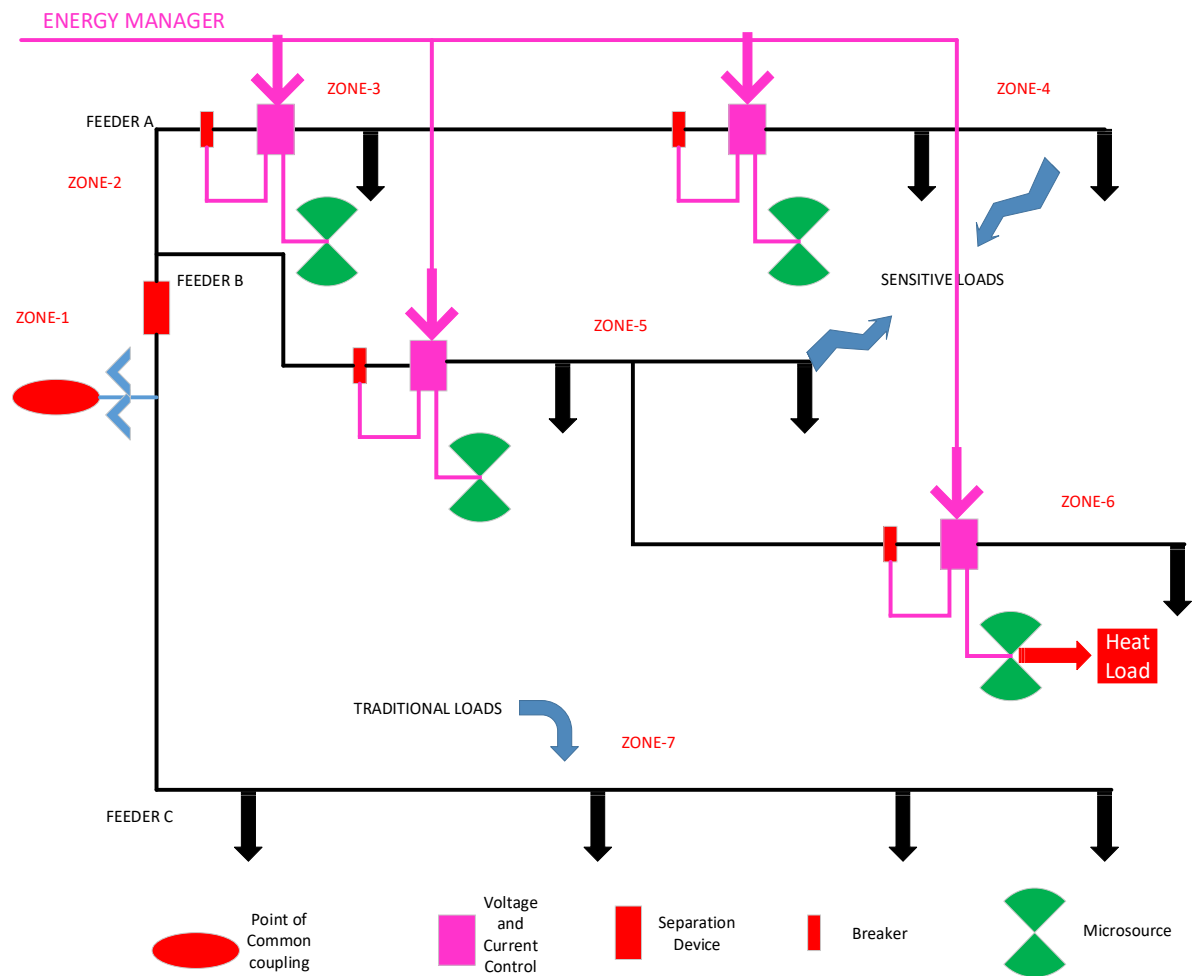 ENERGY MANAGER
ZONE-3
ZONE-4
FEEDER A
ZONE-2
FEEDER B
SENSITIVE LOADS
ZONE-1
ZONE-5
ZONE-6
Heat
Load
TRADITIONAL LOADS
ZONE-7
FEEDER C
Point of
Common
coupling
Voltage
and
Current
Control
Separation
Device
Breaker
Microsource